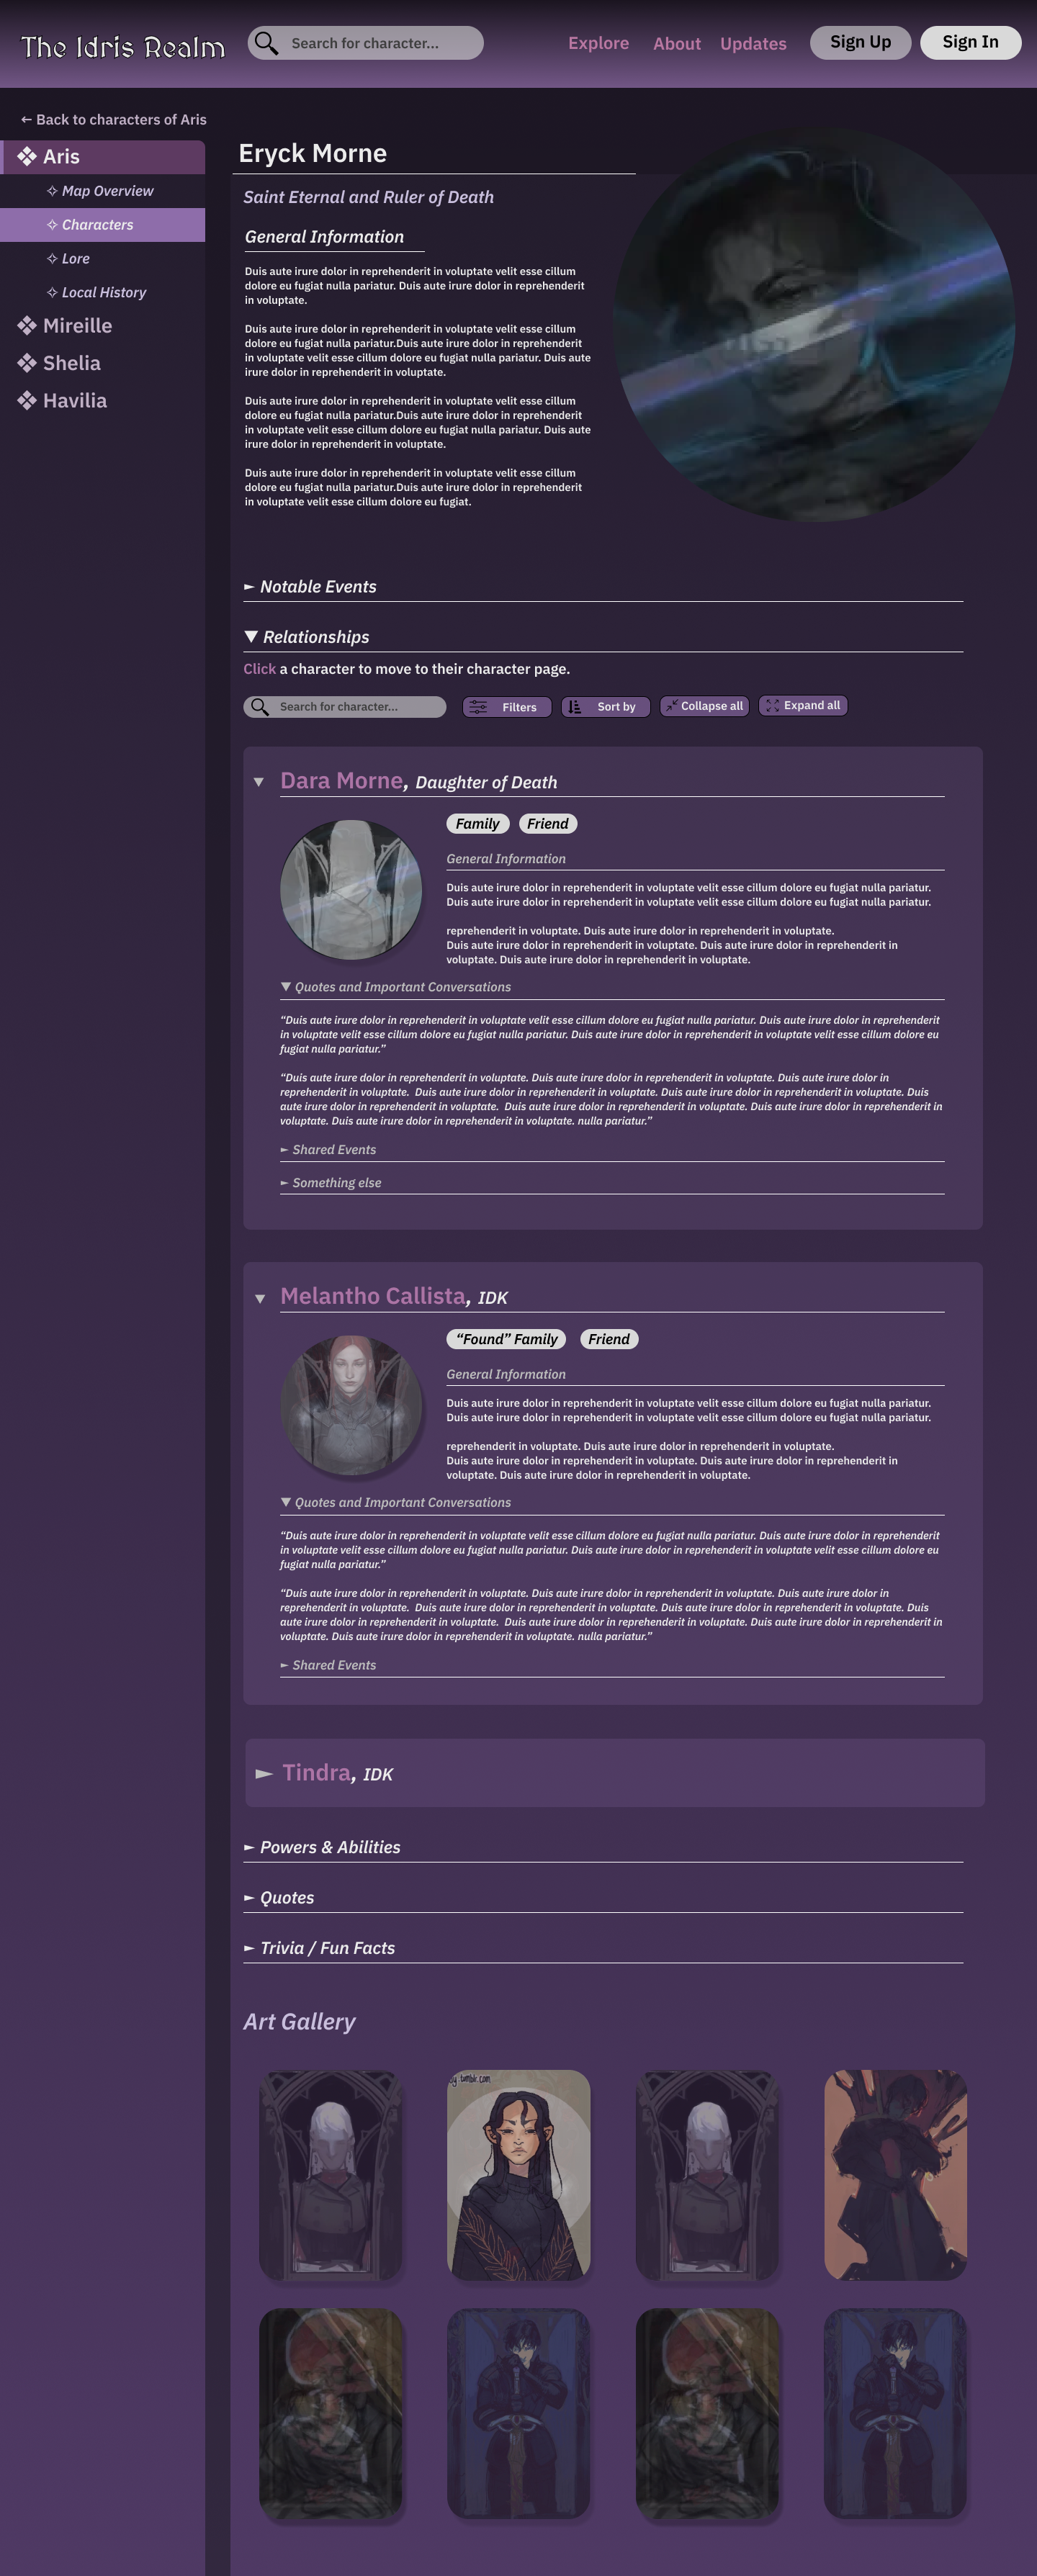 The Idris Realm
Search for character...
Explore
About
Updates
Sign Up
Sign In
← Back to characters of Aris
❖ Aris
✧ Map Overview
✧ Characters
✧ Lore
✧ Local History
❖ Mireille
❖ Shelia
❖ Havilia
Eryck Morne
Saint Eternal and Ruler of Death
General Information
Duis aute irure dolor in reprehenderit in voluptate velit esse cillum
dolore eu fugiat nulla pariatur. Duis aute irure dolor in reprehenderit
in voluptate.
Duis aute irure dolor in reprehenderit in voluptate velit esse cillum
dolore eu fugiat nulla pariatur.Duis aute irure dolor in reprehenderit
in voluptate velit esse cillum dolore eu fugiat nulla pariatur. Duis aute
irure dolor in reprehenderit in voluptate.
Duis aute irure dolor in reprehenderit in voluptate velit esse cillum
dolore eu fugiat nulla pariatur.Duis aute irure dolor in reprehenderit
in voluptate velit esse cillum dolore eu fugiat nulla pariatur. Duis aute
irure dolor in reprehenderit in voluptate.
Duis aute irure dolor in reprehenderit in voluptate velit esse cillum
dolore eu fugiat nulla pariatur.Duis aute irure dolor in reprehenderit
in voluptate velit esse cillum dolore eu fugiat.
► Notable Events
▼ Relationships
Click a character to move to their character page.
Search for character...
Filters
Sort by
Collapse all
Expand all
▼ Dara Morne, Daughter of Death
Family
Friend
General Information
Duis aute irure dolor in reprehenderit in voluptate velit esse cillum dolore eu fugiat nulla pariatur.
Duis aute irure dolor in reprehenderit in voluptate velit esse cillum dolore eu fugiat nulla pariatur.
reprehenderit in voluptate. Duis aute irure dolor in reprehenderit in voluptate.
Duis aute irure dolor in reprehenderit in voluptate. Duis aute irure dolor in reprehenderit in
voluptate. Duis aute irure dolor in reprehenderit in voluptate.
▼ Quotes and Important Conversations
“Duis aute irure dolor in reprehenderit in voluptate velit esse cillum dolore eu fugiat nulla pariatur. Duis aute irure dolor in reprehenderit
in voluptate velit esse cillum dolore eu fugiat nulla pariatur. Duis aute irure dolor in reprehenderit in voluptate velit esse cillum dolore eu
fugiat nulla pariatur.”
“Duis aute irure dolor in reprehenderit in voluptate. Duis aute irure dolor in reprehenderit in voluptate. Duis aute irure dolor in
reprehenderit in voluptate.  Duis aute irure dolor in reprehenderit in voluptate. Duis aute irure dolor in reprehenderit in voluptate. Duis
aute irure dolor in reprehenderit in voluptate.  Duis aute irure dolor in reprehenderit in voluptate. Duis aute irure dolor in reprehenderit in
voluptate. Duis aute irure dolor in reprehenderit in voluptate. nulla pariatur.”
► Shared Events
► Something else
▼ Melantho Callista, IDK
“Found” Family
Friend
General Information
Duis aute irure dolor in reprehenderit in voluptate velit esse cillum dolore eu fugiat nulla pariatur.
Duis aute irure dolor in reprehenderit in voluptate velit esse cillum dolore eu fugiat nulla pariatur.
reprehenderit in voluptate. Duis aute irure dolor in reprehenderit in voluptate.
Duis aute irure dolor in reprehenderit in voluptate. Duis aute irure dolor in reprehenderit in
voluptate. Duis aute irure dolor in reprehenderit in voluptate.
▼ Quotes and Important Conversations
“Duis aute irure dolor in reprehenderit in voluptate velit esse cillum dolore eu fugiat nulla pariatur. Duis aute irure dolor in reprehenderit
in voluptate velit esse cillum dolore eu fugiat nulla pariatur. Duis aute irure dolor in reprehenderit in voluptate velit esse cillum dolore eu
fugiat nulla pariatur.”
“Duis aute irure dolor in reprehenderit in voluptate. Duis aute irure dolor in reprehenderit in voluptate. Duis aute irure dolor in
reprehenderit in voluptate.  Duis aute irure dolor in reprehenderit in voluptate. Duis aute irure dolor in reprehenderit in voluptate. Duis
aute irure dolor in reprehenderit in voluptate.  Duis aute irure dolor in reprehenderit in voluptate. Duis aute irure dolor in reprehenderit in
voluptate. Duis aute irure dolor in reprehenderit in voluptate. nulla pariatur.”
► Shared Events
► Tindra, IDK
► Powers & Abilities
► Quotes
► Trivia / Fun Facts
Art Gallery
tumblr.com